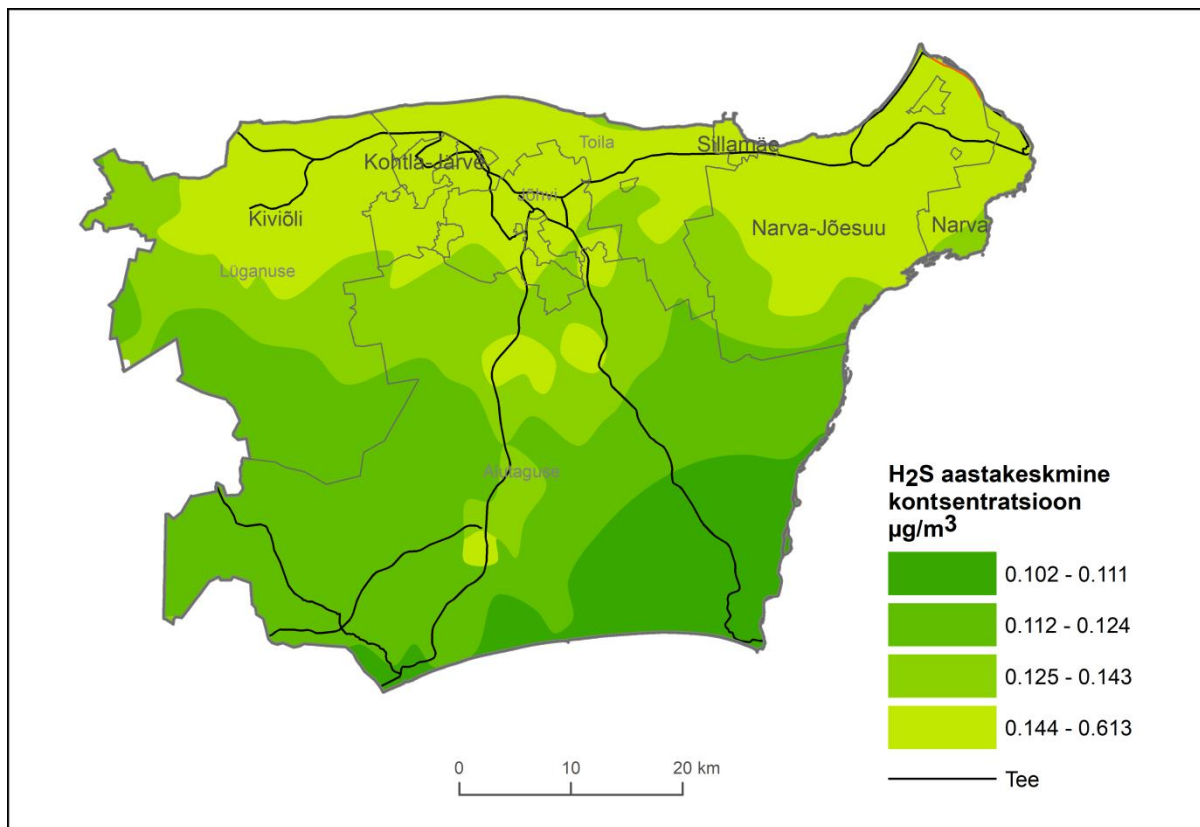 Toila
Sillamäe
Kohtla-Järve
Jõhvi
Kiviõli
Narva-Jõesuu
Narva
Lüganuse
Alutaguse
H2S aastakeskmine
kontsentratsioon
µg/m³
0.102 - 0.111
0.112 - 0.124
0.125 - 0.143
0.144 - 0.613
Tee
0 10 20 km